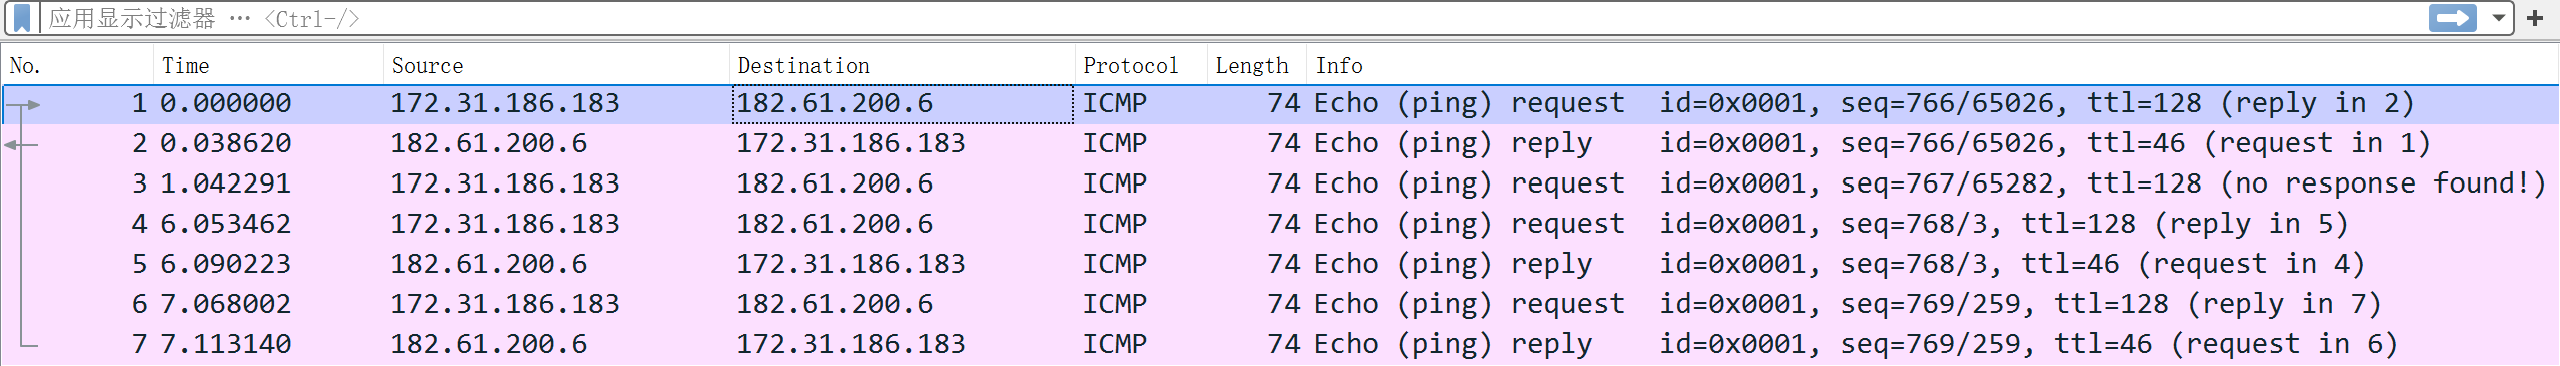 应用显示过滤器 … <Ctrl-/>
No. Time Source Destination Protocol Length Info
1 0.000000 172.31.186.183 182.61.200.6 ICMP 74 Echo (ping) request id=0x0001, seq=766/65026, ttl=128 (reply in 2)
2 0.038620 182.61.200.6 172.31.186.183 ICMP 74 Echo (ping) reply id=0x0001, seq=766/65026, ttl=46 (request in 1)
3 1.042291 172.31.186.183 182.61.200.6 ICMP 74 Echo (ping) request id=0x0001, seq=767/65282, ttl=128 (no response found!)
4 6.053462 172.31.186.183 182.61.200.6 ICMP 74 Echo (ping) request id=0x0001, seq=768/3, ttl=128 (reply in 5)
5 6.090223 182.61.200.6 172.31.186.183 ICMP 74 Echo (ping) reply id=0x0001, seq=768/3, ttl=46 (request in 4)
6 7.068002 172.31.186.183 182.61.200.6 ICMP 74 Echo (ping) request id=0x0001, seq=769/259, ttl=128 (reply in 7)
7 7.113140 182.61.200.6 172.31.186.183 ICMP 74 Echo (ping) reply id=0x0001, seq=769/259, ttl=46 (request in 6)